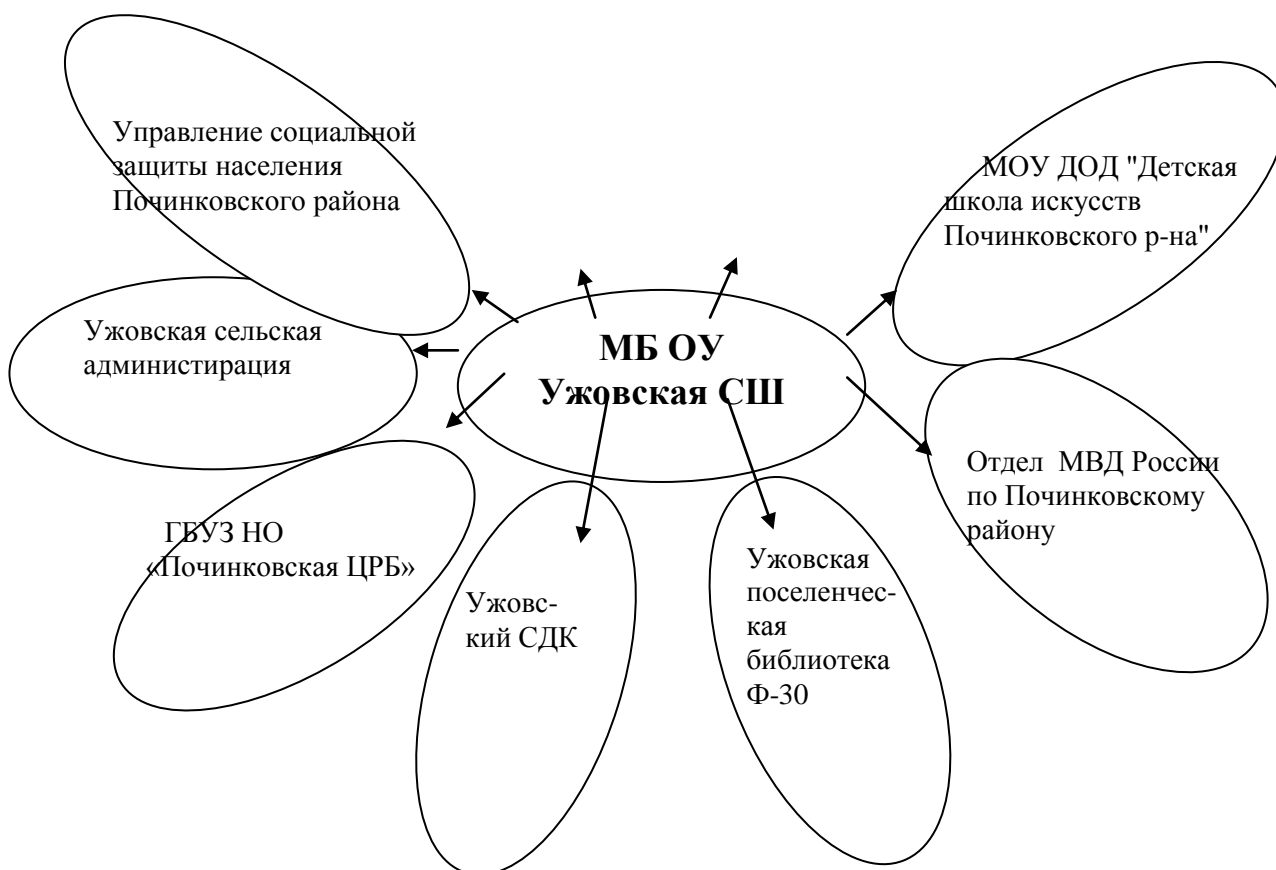 Управление социальной
защиты населения
Починковского района
МОУ ДОД "Детская
школа искусств
Починковского р-на"
Ужовская сельская
администирация
МБ ОУ
Ужовская СШ
Отдел МВД России
по Починковскому
району
ГБУЗ НО
«Починковская ЦРБ»
Ужовс-
кий СДК
Ужовская
поселенчес-
кая
библиотека
Ф-30